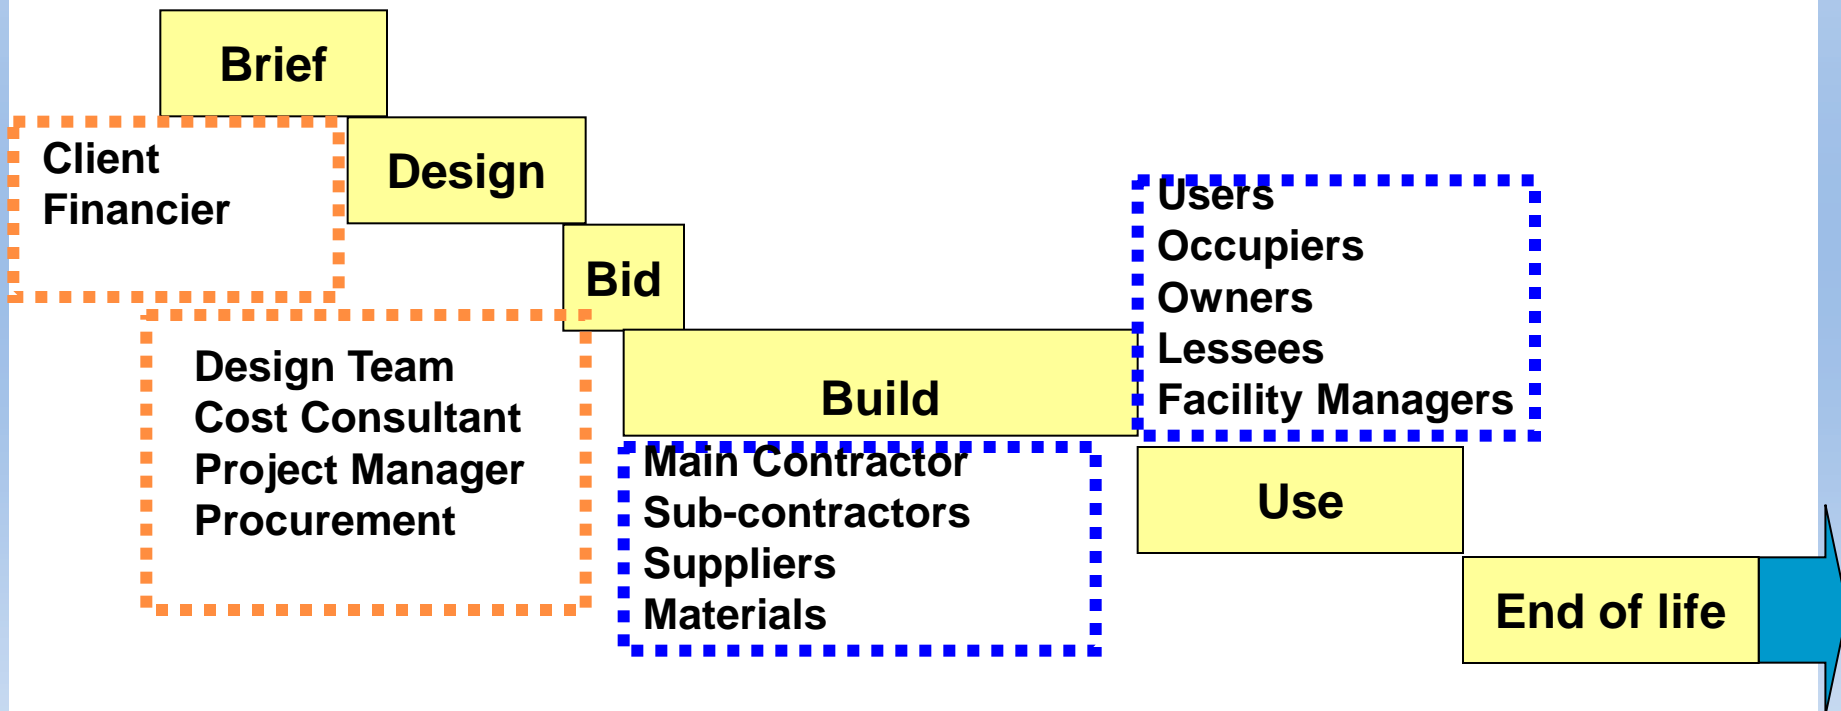 Brief
Client
Financier
Design
Bid
Design Team
Cost Consultant
Project Manager
Procurement
Build
Main Contractor
Sub-contractors
Suppliers
Materials
Users
Occupiers
Owners
Lessees
Facility Managers
Use
End of life